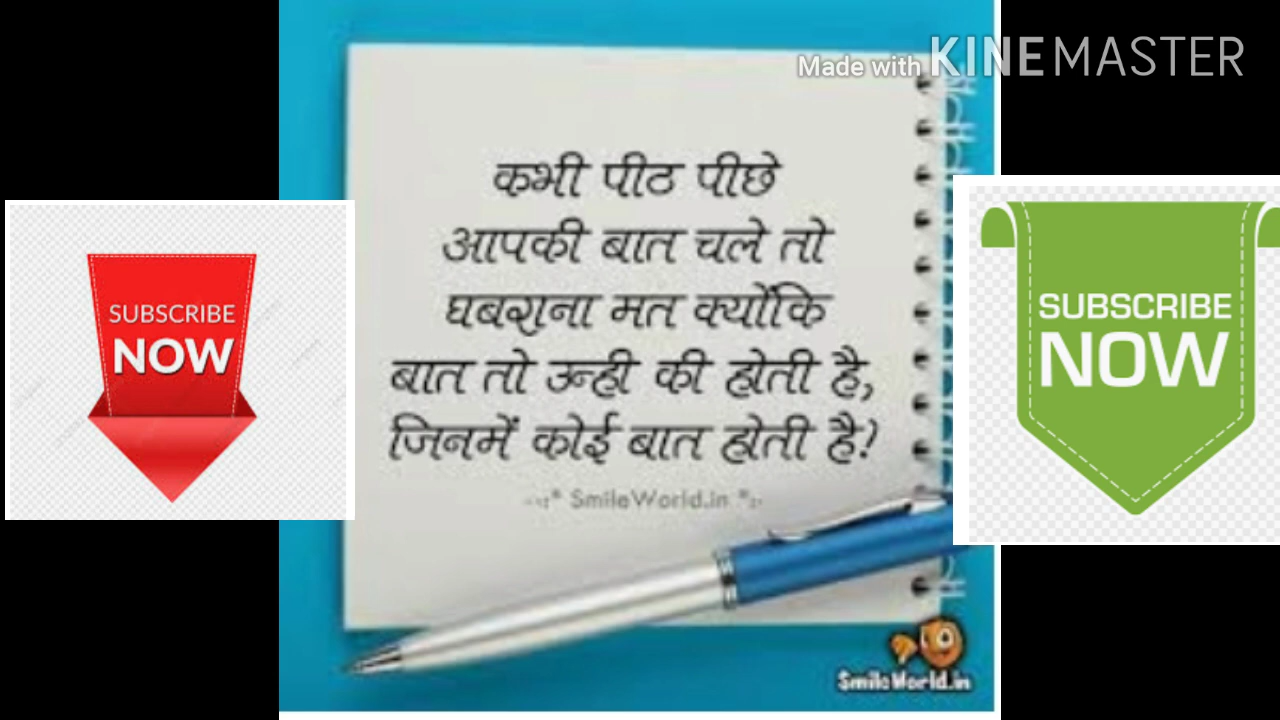 Made with KINEMASTER
कभी पीठ पीछे
आपकी बात चले तो
घबराना मत क्योंकि
बात तो उन्ही की होती है,
जिनमें कोई बात होती है?
--:* SmileWorld.in *:-
SmileWorld.in
SUBSCRIBE
NOW
SUBSCRIBE
NOW